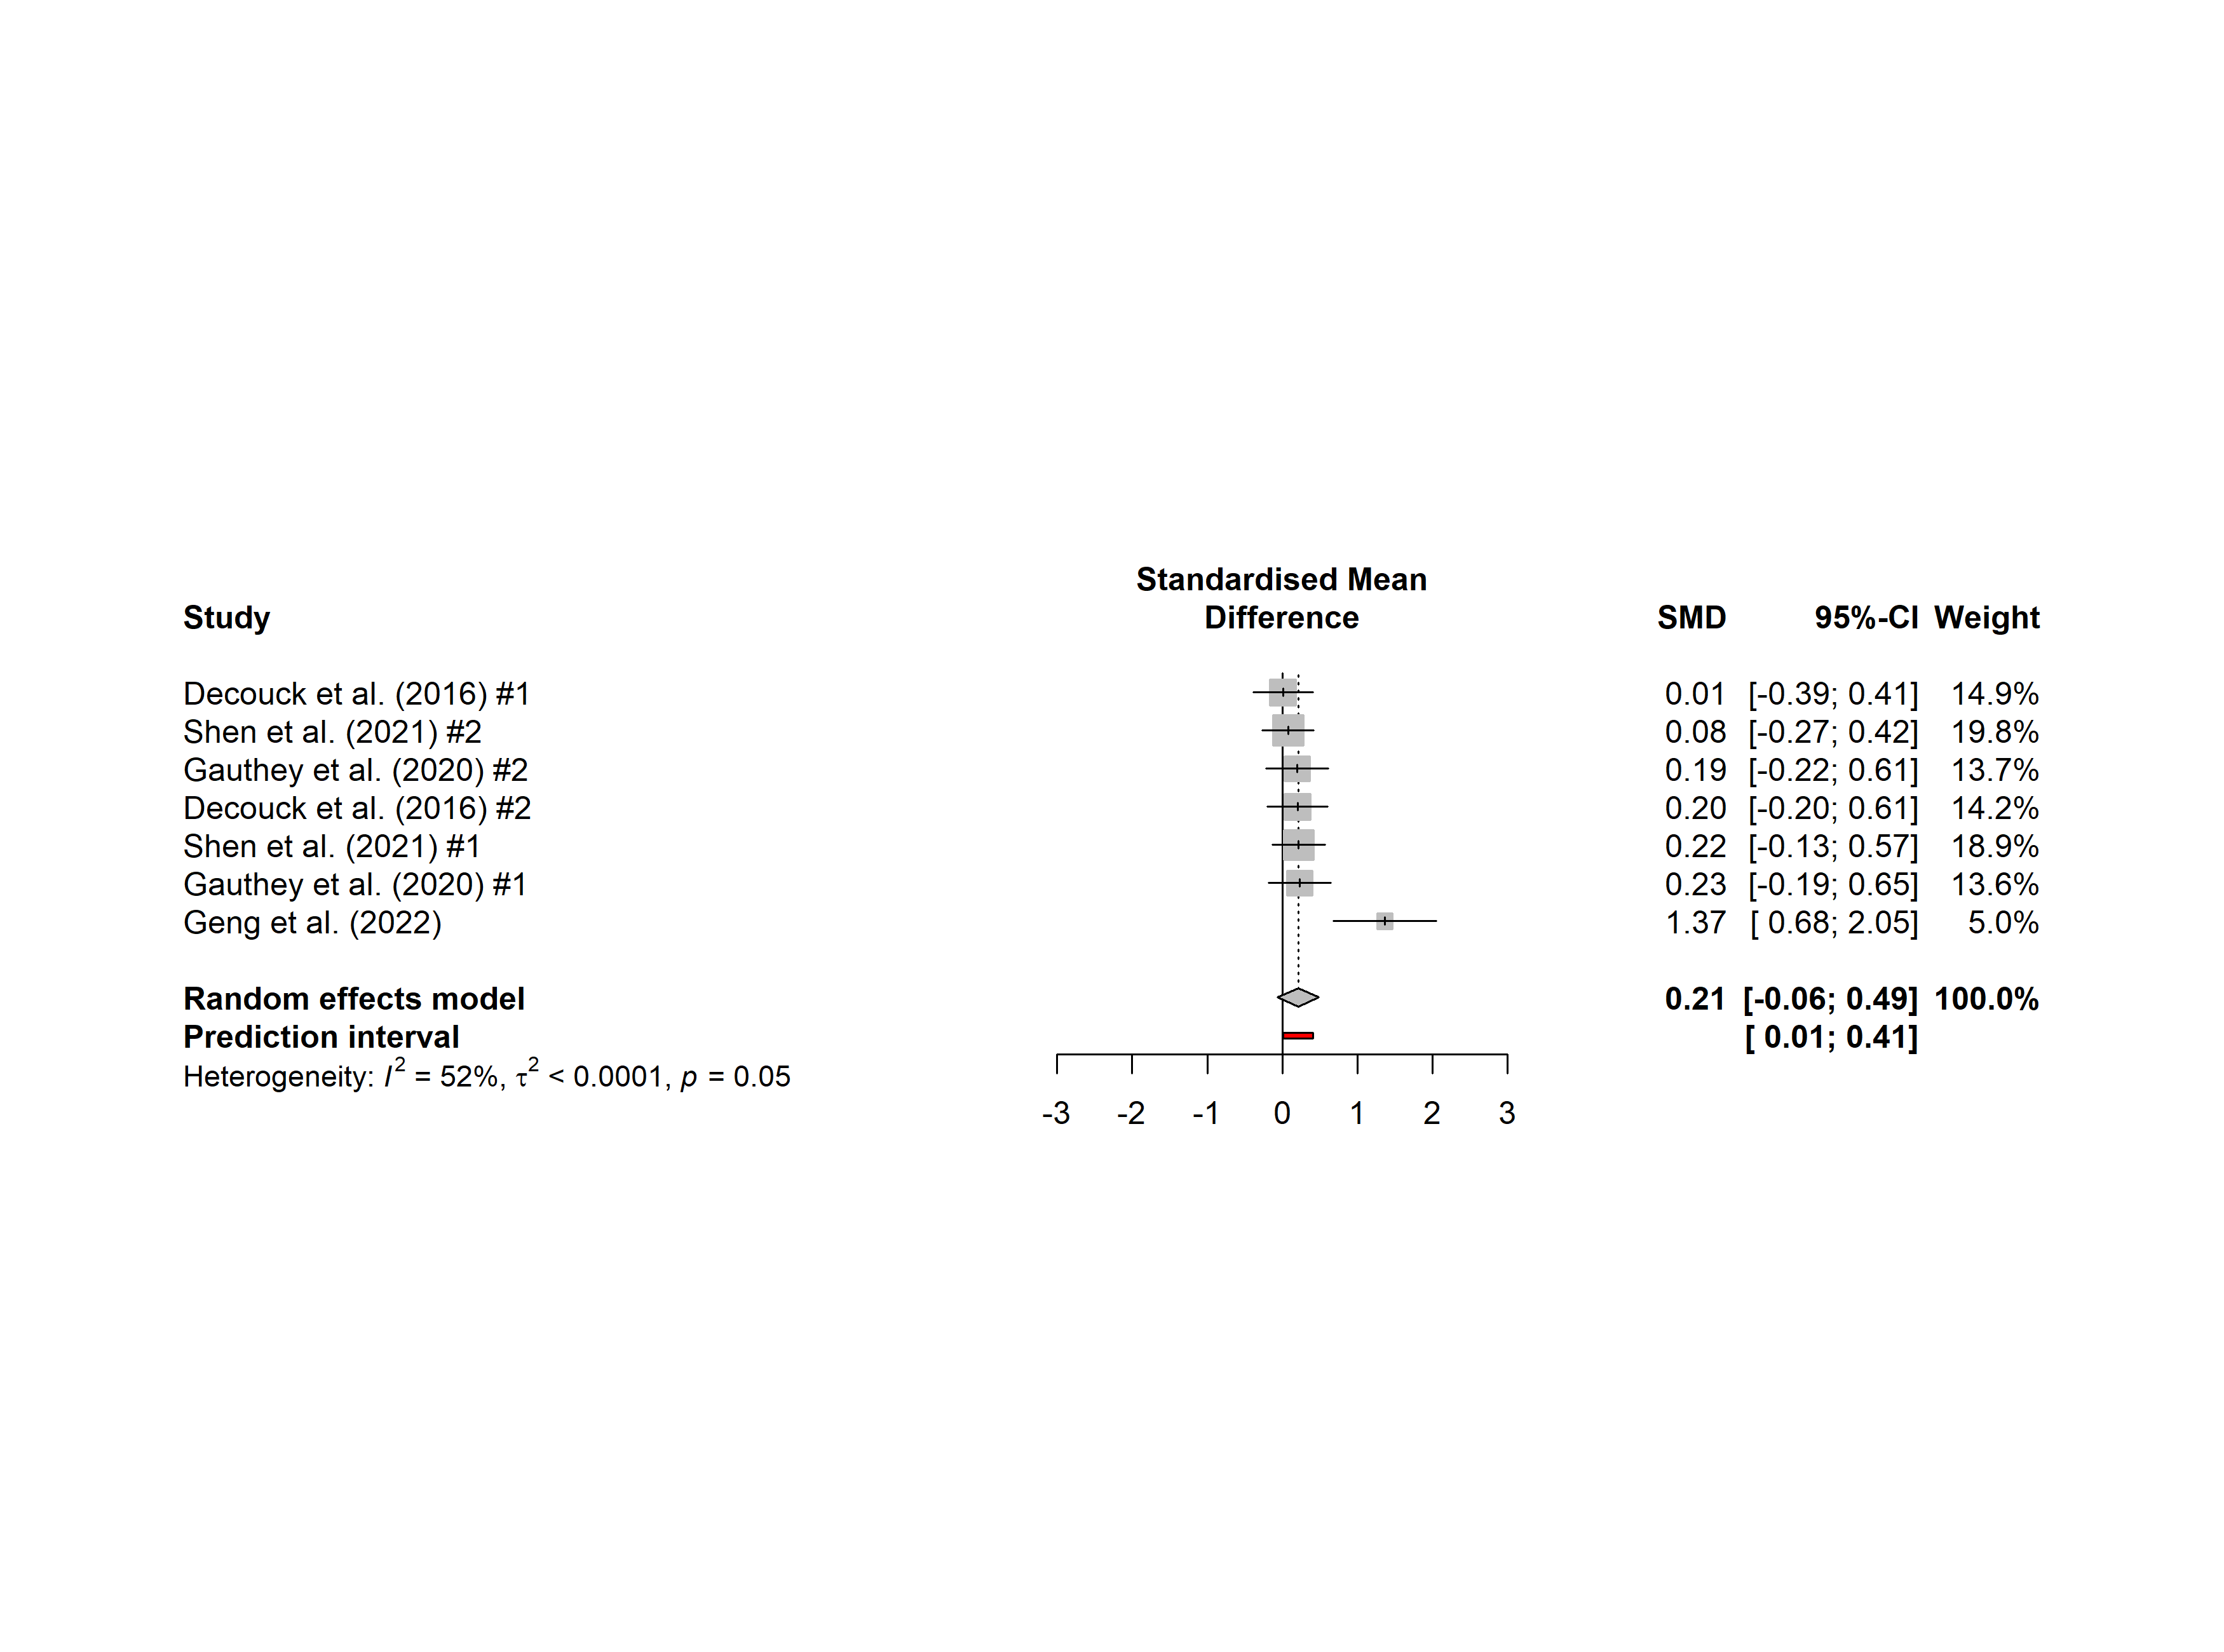 Standardised Mean
Study Difference SMD 95%-CI Weight
Decouck et al. (2016) #1 0.01 [-0.39; 0.41] 14.9%
Shen et al. (2021) #2 0.08 [-0.27; 0.42] 19.8%
Gauthey et al. (2020) #2 0.19 [-0.22; 0.61] 13.7%
Decouck et al. (2016) #2 0.20 [-0.20; 0.61] 14.2%
Shen et al. (2021) #1 0.22 [-0.13; 0.57] 18.9%
Gauthey et al. (2020) #1 0.23 [-0.19; 0.65] 13.6%
Geng et al. (2022) 1.37 [ 0.68; 2.05] 5.0%
Random effects model 0.21 [-0.06; 0.49] 100.0%
Prediction interval [ 0.01; 0.41]
Heterogeneity: I² = 52%, τ² < 0.0001, p = 0.05
-3 -2 -1 0 1 2 3